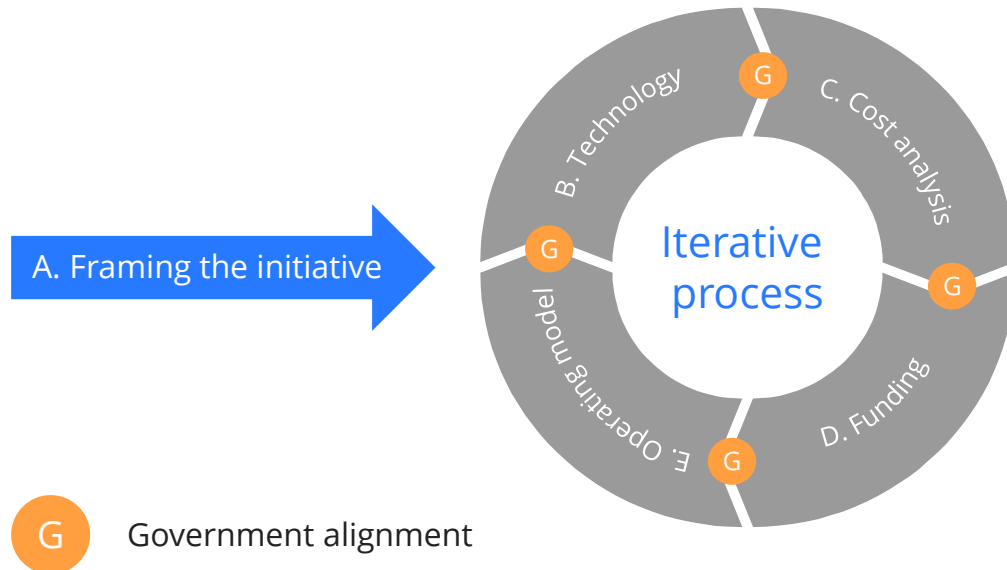 G
B. Technology
C. Cost analysis
A. Framing the initiative
G
Iterative
process
G
E. Operating model
D. Funding
G
G
Government alignment